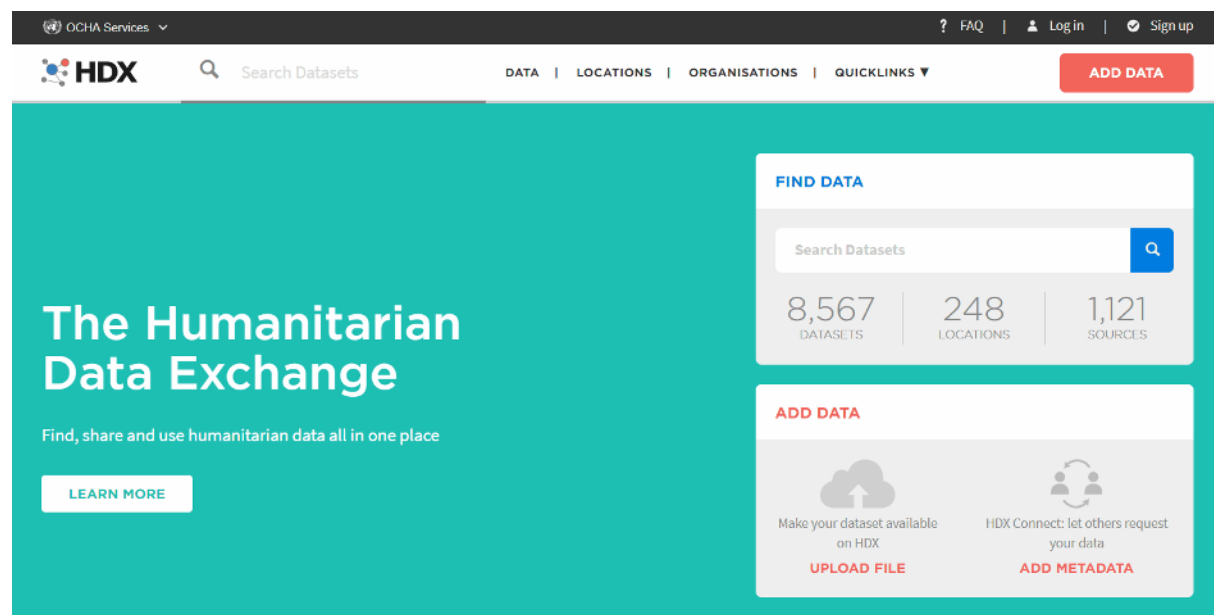 OCHA Services
? FAQ | Log in | Sign up
HDX
Search Datasets
DATA | LOCATIONS | ORGANISATIONS | QUICKLINKS ▼
ADD DATA
The Humanitarian
Data Exchange
Find, share and use humanitarian data all in one place
LEARN MORE
FIND DATA
Search Datasets
8,567 248 1,121
DATASETS LOCATIONS SOURCES
ADD DATA
Make your dataset available
on HDX
UPLOAD FILE
HDX Connect: let others request
your data
ADD METADATA